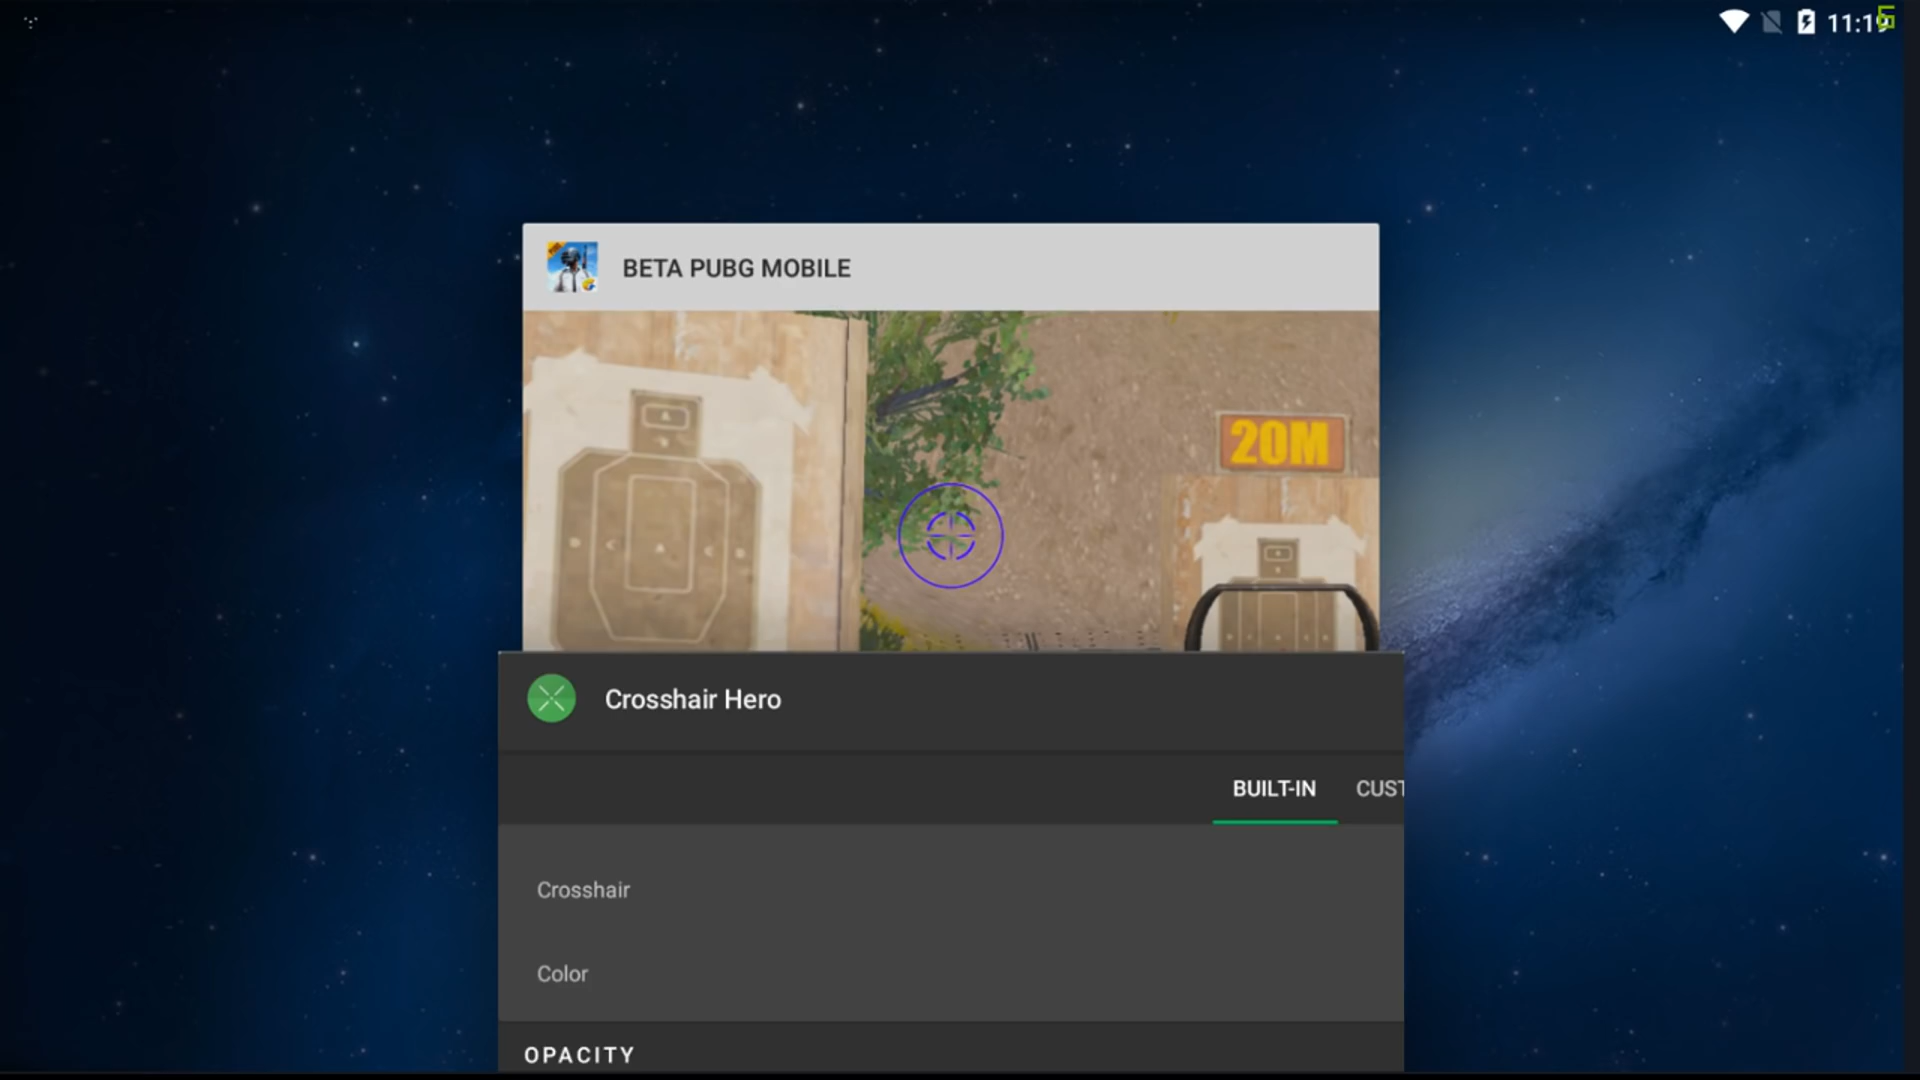 11:19
BETA PUBG MOBILE
20M
Crosshair Hero
BUILT-IN CUST
Crosshair
Color
OPACITY